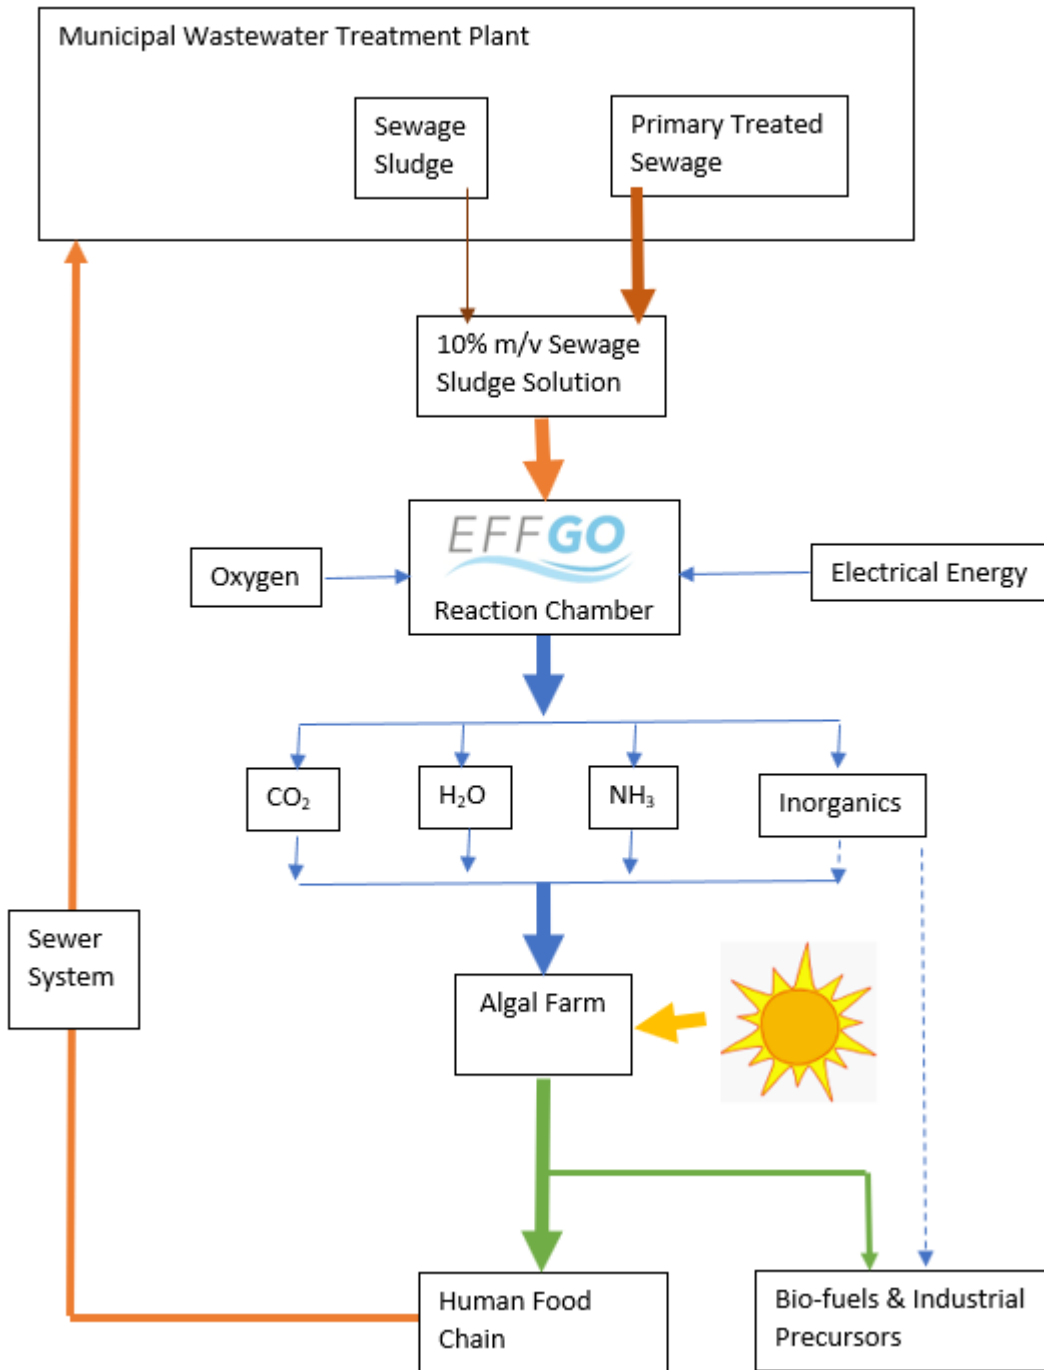 Municipal Wastewater Treatment Plant
Sewage
Sludge
Primary Treated
Sewage
10% m/v Sewage
Sludge Solution
EFFGO
Reaction Chamber
Oxygen
Electrical Energy
CO₂
H₂O
NH₃
Inorganics
Sewer
System
Algal Farm
Human Food
Chain
Bio-fuels & Industrial
Precursors